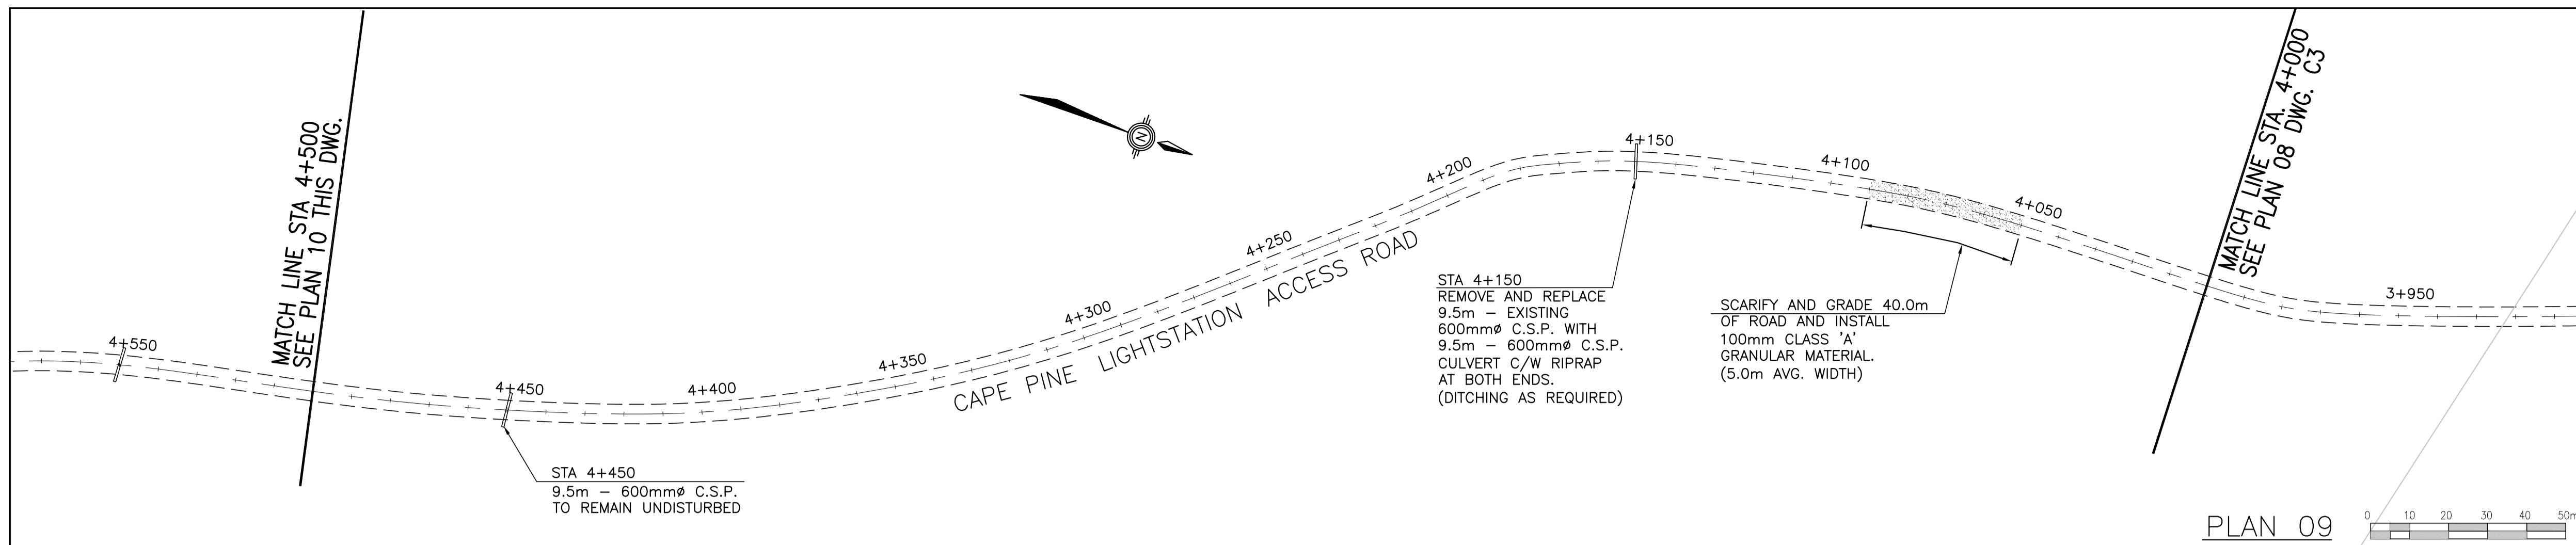 MATCH LINE STA 4+500
SEE PLAN 10 THIS DWG.
4+550
4+450
4+400
4+350
4+300
4+250
4+200
4+150
4+100
4+050
3+950
N
CAPE PINE LIGHTSTATION ACCESS ROAD
MATCH LINE STA. 4+000
SEE PLAN 08 DWG. C3
STA 4+450
9.5m - 600mmø C.S.P.
TO REMAIN UNDISTURBED
STA 4+150
REMOVE AND REPLACE
9.5m - EXISTING
600mmø C.S.P. WITH
9.5m - 600mmø C.S.P.
CULVERT C/W RIPRAP
AT BOTH ENDS.
(DITCHING AS REQUIRED)
SCARIFY AND GRADE 40.0m
OF ROAD AND INSTALL
100mm CLASS 'A'
GRANULAR MATERIAL.
(5.0m AVG. WIDTH)
PLAN 09
0 10 20 30 40 50m